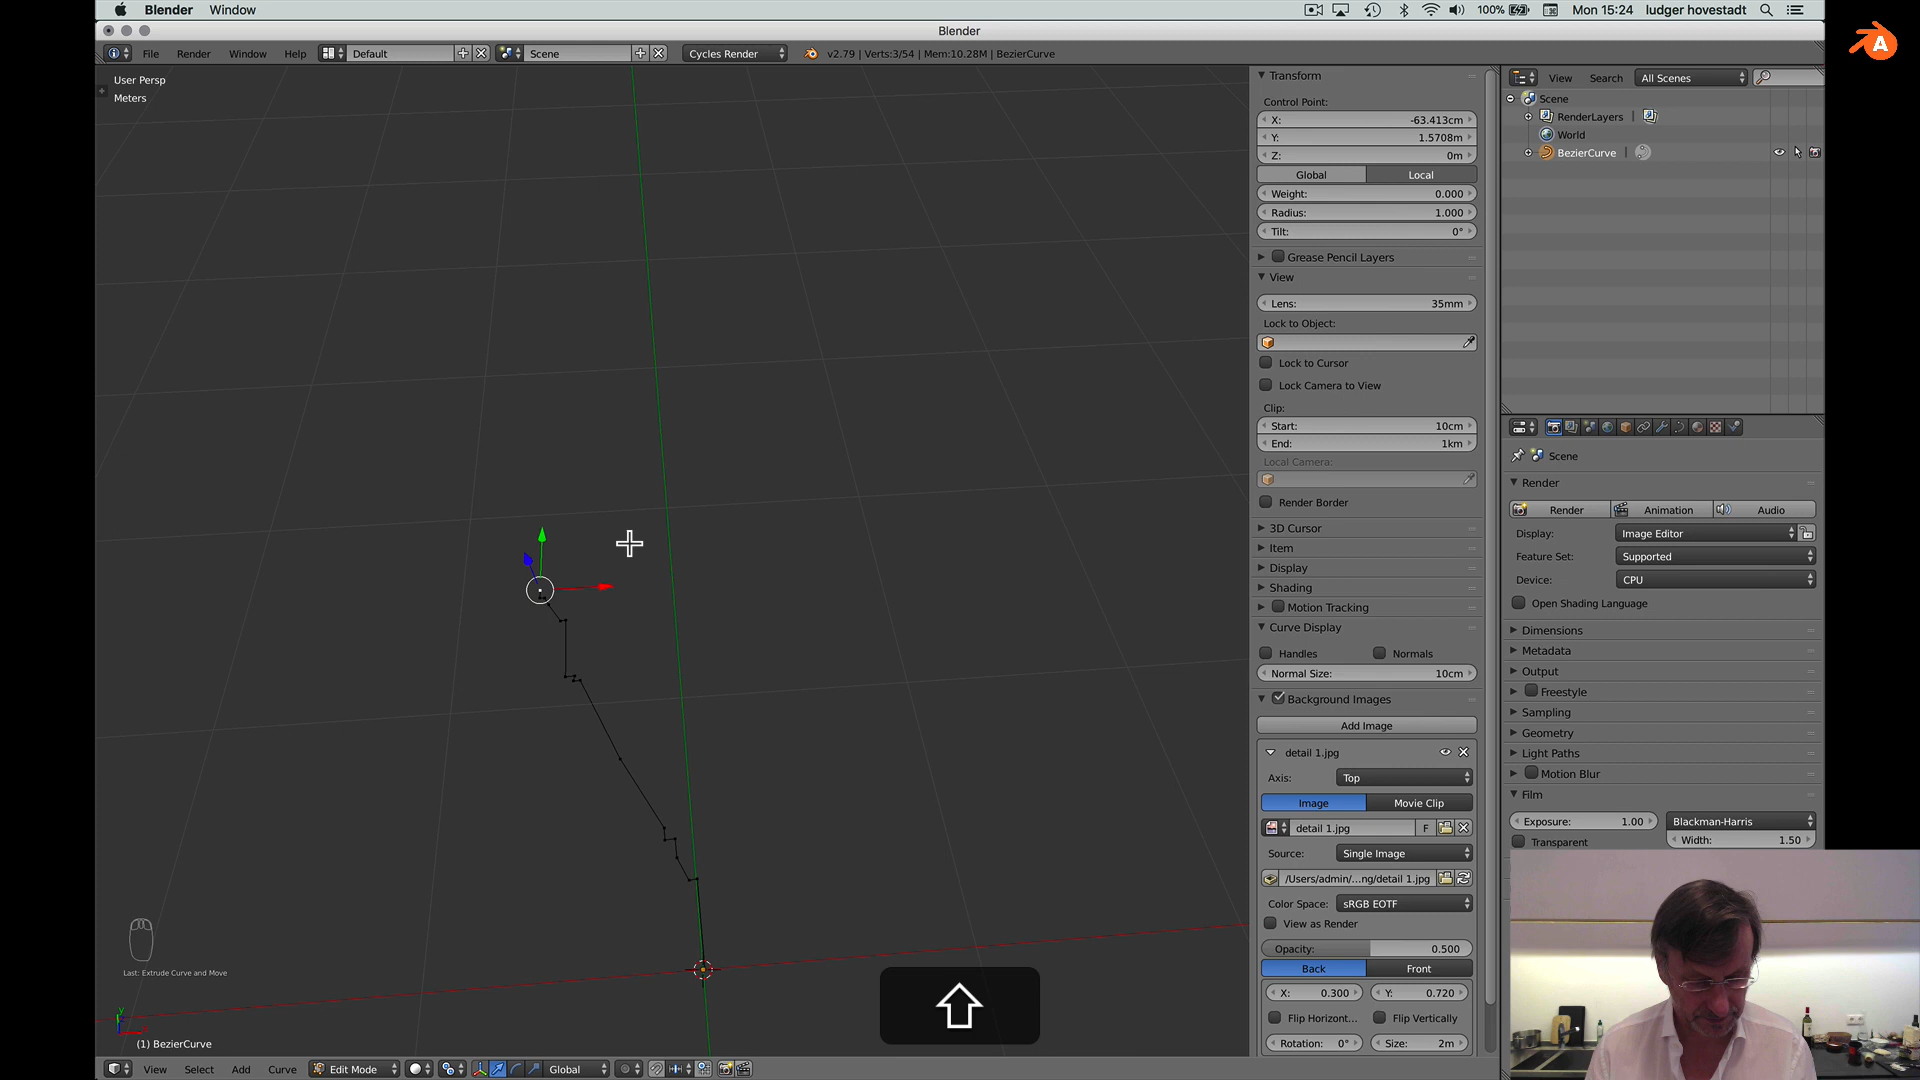 Blender Window 100% Mon 15:24 ludger hovestadt
Blender
File Render Window Help Default Scene Cycles Render v2.79 | Verts:3/54 | Mem:10.28M | BezierCurve
User Persp
Meters
Last: Extrude Curve and Move
(1) BezierCurve
View Select Add Curve Edit Mode Global
Transform
Control Point:
X: -63.413cm
Y: 1.5708m
Z: 0m
Global Local
Weight: 0.000
Radius: 1.000
Tilt: 0°
Grease Pencil Layers
View
Lens: 35mm
Lock to Object:
Lock to Cursor
Lock Camera to View
Clip:
Start: 10cm
End: 1km
Local Camera:
Render Border
3D Cursor
Item
Display
Shading
Motion Tracking
Curve Display
Handles Normals
Normal Size: 10cm
Background Images
Add Image
detail 1.jpg
Axis: Top
Image Movie Clip
detail 1.jpg F
Source: Single Image
/Users/admin/...ng/detail 1.jpg
Color Space: sRGB EOTF
View as Render
Opacity: 0.500
Back Front
X: 0.300 Y: 0.720
Flip Horizont... Flip Vertically
Rotation: 0° Size: 2m
View Search All Scenes
Scene
RenderLayers |
World
BezierCurve |
Scene
Render
Render Animation Audio
Display: Image Editor
Feature Set: Supported
Device: CPU
Open Shading Language
Dimensions
Metadata
Output
Freestyle
Sampling
Geometry
Light Paths
Motion Blur
Film
Exposure: 1.00 Blackman-Harris
Transparent Width: 1.50
A